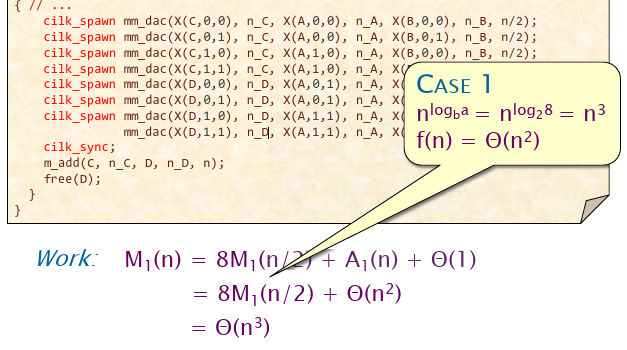 { // ...
cilk_spawn mm_dac(X(C,0,0), n_C, X(A,0,0), n_A, X(B,0,0), n_B, n/2);
cilk_spawn mm_dac(X(C,0,1), n_C, X(A,0,0), n_A, X(B,0,1), n_B, n/2);
cilk_spawn mm_dac(X(C,1,0), n_C, X(A,1,0), n_A, X(B,0,0), n_B, n/2);
cilk_spawn mm_dac(X(C,1,1), n_C, X(A,1,0), n_A, X(
cilk_spawn mm_dac(X(D,0,0), n_D, X(A,0,1), n_A, X(
cilk_spawn mm_dac(X(D,0,1), n_D, X(A,0,1), n_A, X(
cilk_spawn mm_dac(X(D,1,0), n_D, X(A,1,1), n_A, X(
mm_dac(X(D,1,1), n_D, X(A,1,1), n_A, X(
cilk_sync;
m_add(C, n_C, D, n_D, n);
free(D);
}
}
CASE 1
n^{log_b a} = n^{log_2 8} = n^3
f(n) = Θ(n^2)
Work: M_1(n) = 8M_1(n/2) + A_1(n) + Θ(1)
= 8M_1(n/2) + Θ(n^2)
= Θ(n^3)